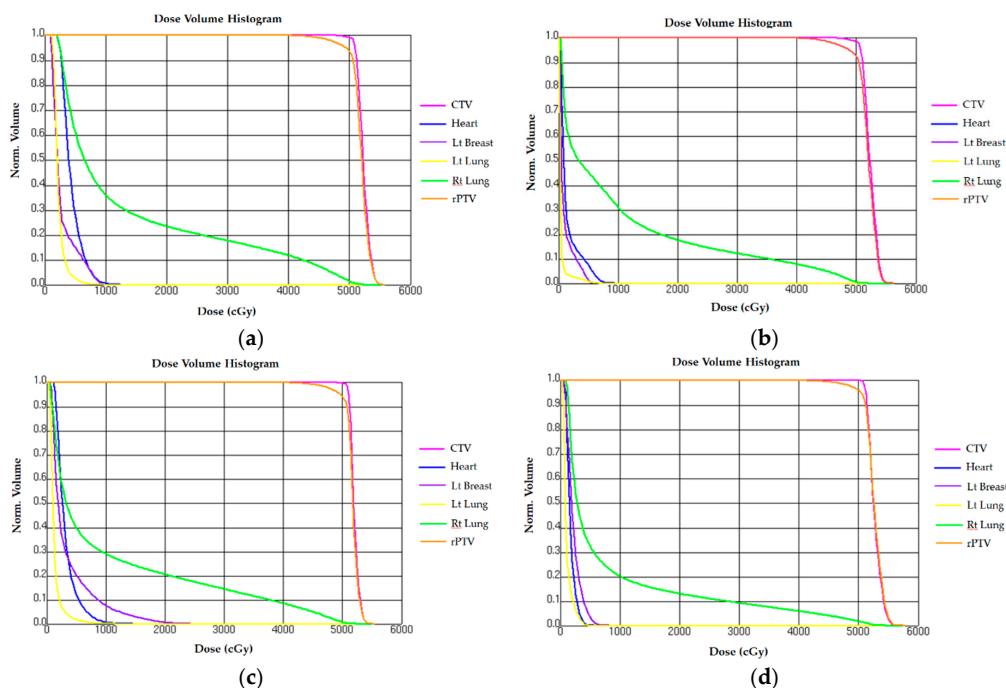 Dose Volume Histogram
Norm. Volume
1.0
0.9
0.8
0.7
0.6
0.5
0.4
0.3
0.2
0.1
0.0
0 1000 2000 3000 4000 5000 6000
Dose (cGy)
CTV
Heart
Lt Breast
Lt Lung
Rt Lung
rPTV
(a)
Dose Volume Histogram
Norm. Volume
1.0
0.9
0.8
0.7
0.6
0.5
0.4
0.3
0.2
0.1
0.0
0 1000 2000 3000 4000 5000 6000
Dose (cGy)
CTV
Heart
Lt Breast
Lt Lung
Rt Lung
rPTV
(b)
Dose Volume Histogram
Norm. Volume
1.0
0.9
0.8
0.7
0.6
0.5
0.4
0.3
0.2
0.1
0.0
0 1000 2000 3000 4000 5000 6000
Dose (cGy)
CTV
Heart
Lt Breast
Lt Lung
Rt Lung
rPTV
(c)
Dose Volume Histogram
Norm. Volume
1.0
0.9
0.8
0.7
0.6
0.5
0.4
0.3
0.2
0.1
0.0
0 1000 2000 3000 4000 5000 6000
Dose (cGy)
CTV
Heart
Lt Breast
Lt Lung
Rt Lung
rPTV
(d)